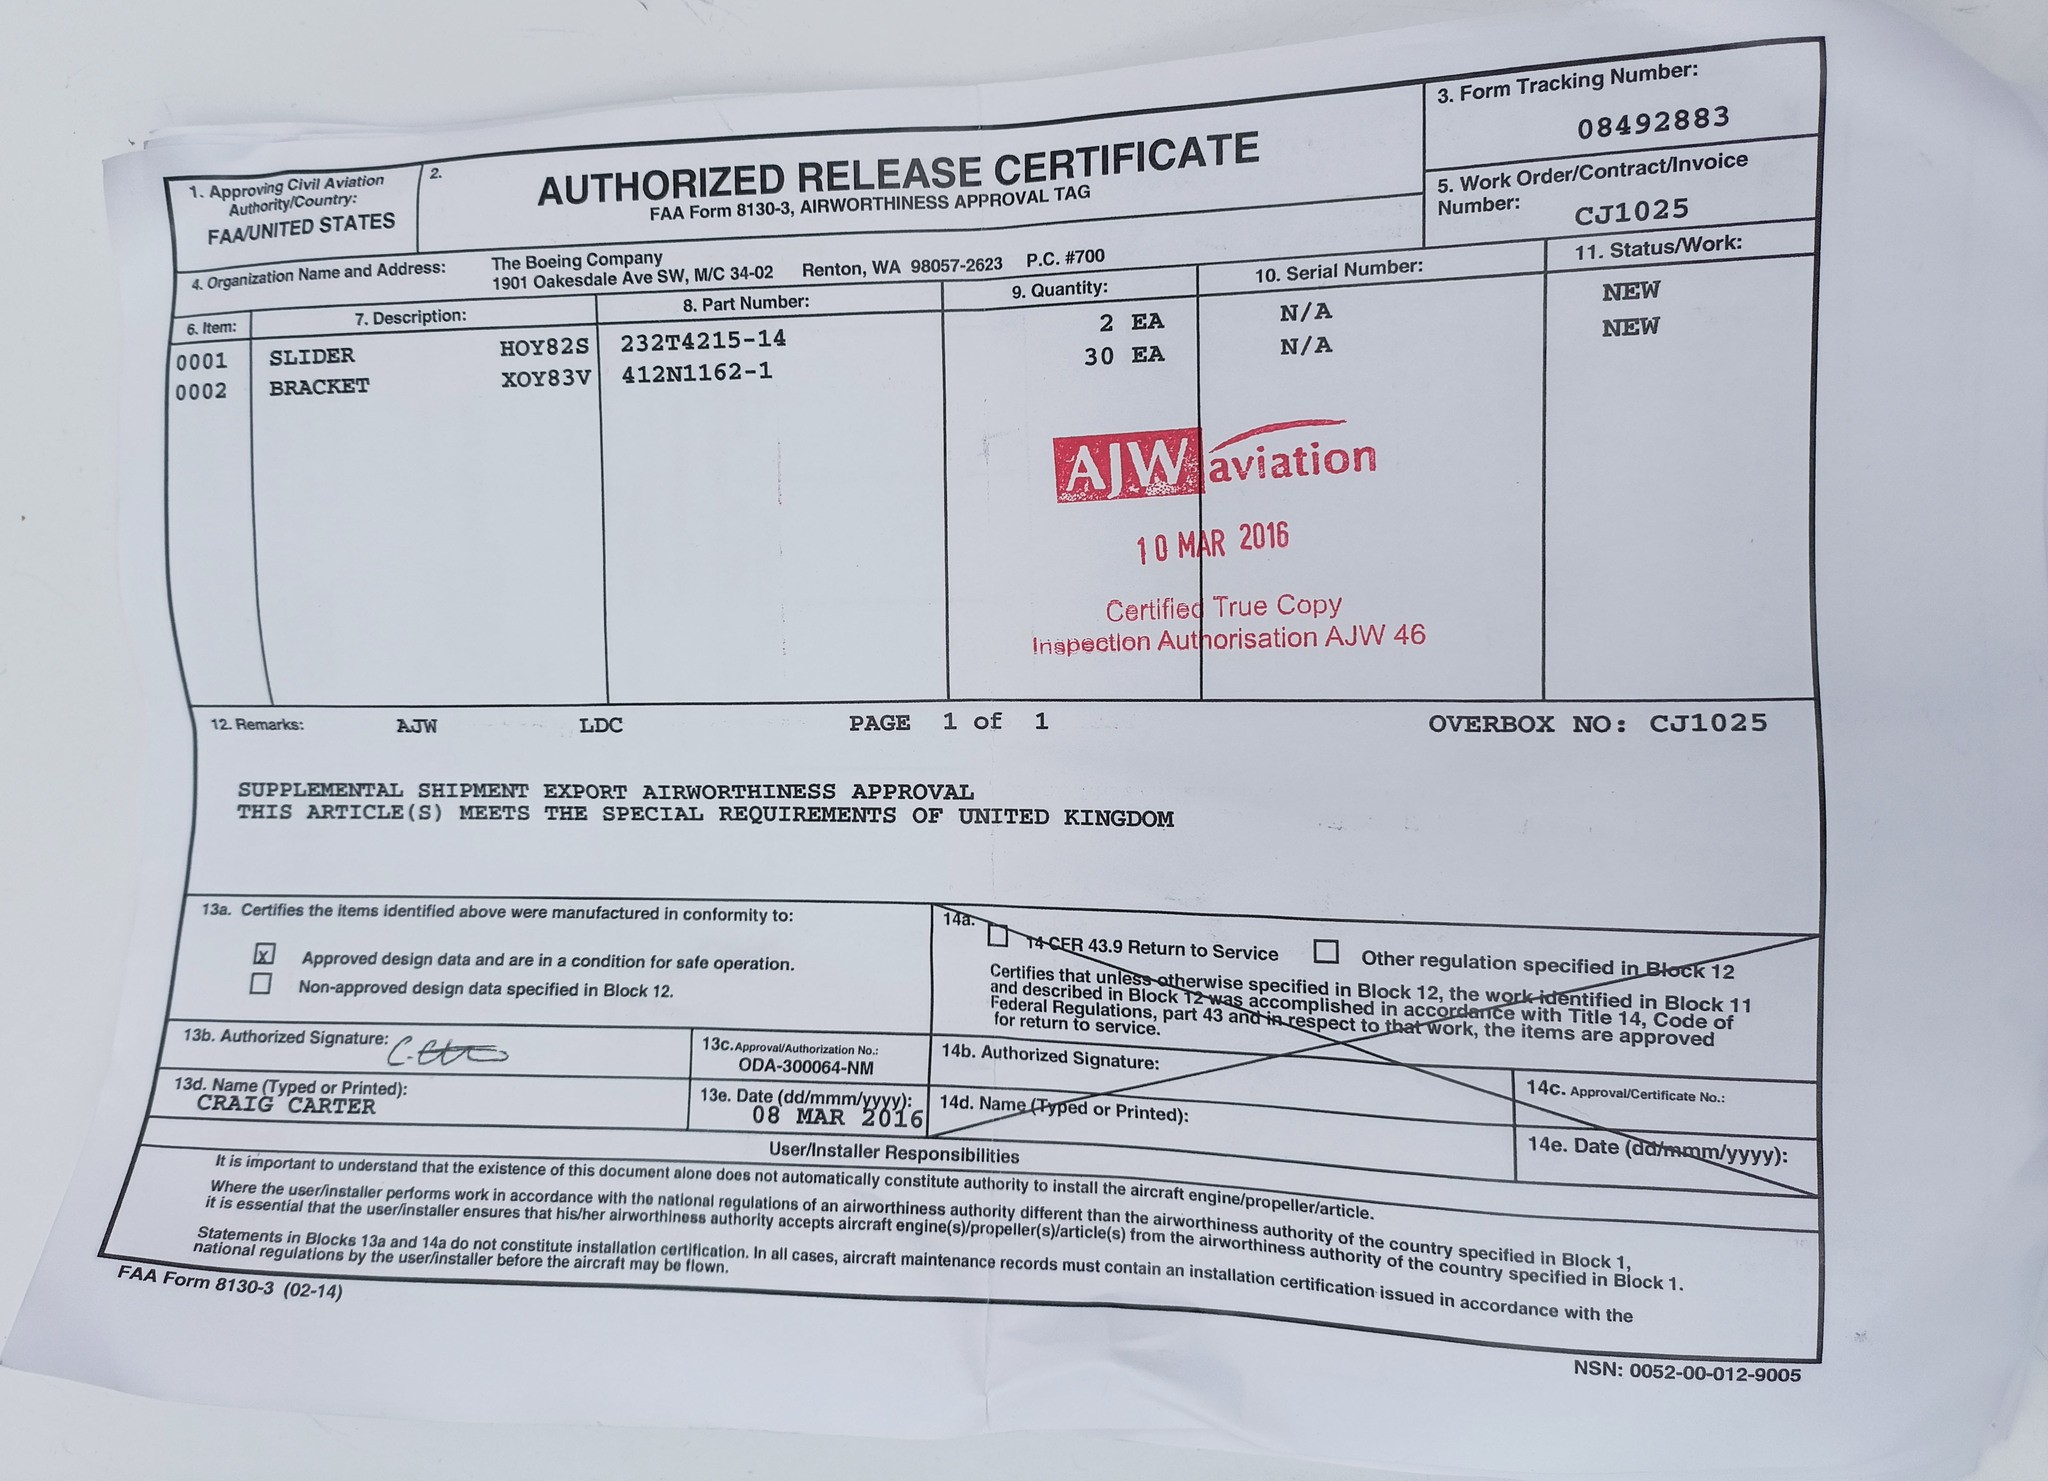 1. Approving Civil Aviation
Authority/Country:
FAA/UNITED STATES
2.
AUTHORIZED RELEASE CERTIFICATE
FAA Form 8130-3, AIRWORTHINESS APPROVAL TAG
3. Form Tracking Number:
08492883
4. Organization Name and Address:
The Boeing Company
1901 Oakesdale Ave SW, M/C 34-02 Renton, WA 98057-2623 P.C. #700
5. Work Order/Contract/Invoice
Number:
CJ1025
6. Item: 7. Description: 8. Part Number: 9. Quantity: 10. Serial Number: 11. Status/Work:
0001 SLIDER HOY82S 232T4215-14 2 EA N/A NEW
0002 BRACKET XOY83V 412N1162-1 30 EA N/A NEW
AJW aviation
10 MAR 2016
Certified True Copy
Inspection Authorisation AJW 46
12. Remarks: AJW LDC PAGE 1 of 1 OVERBOX NO: CJ1025
SUPPLEMENTAL SHIPMENT EXPORT AIRWORTHINESS APPROVAL
THIS ARTICLE(S) MEETS THE SPECIAL REQUIREMENTS OF UNITED KINGDOM
13a. Certifies the items identified above were manufactured in conformity to:
x Approved design data and are in a condition for safe operation.
Non-approved design data specified in Block 12.
14a. 14 CFR 43.9 Return to Service Other regulation specified in Block 12
Certifies that unless otherwise specified in Block 12, the work identified in Block 11
and described in Block 12 was accomplished in accordance with Title 14, Code of
Federal Regulations, part 43 and in respect to that work, the items are approved
for return to service.
13b. Authorized Signature:
13c. Approval/Authorization No.:
ODA-300064-NM
14b. Authorized Signature:
14c. Approval/Certificate No.:
13d. Name (Typed or Printed):
CRAIG CARTER
13e. Date (dd/mmm/yyyy):
08 MAR 2016
14d. Name (Typed or Printed):
14e. Date (dd/mmm/yyyy):
User/Installer Responsibilities
It is important to understand that the existence of this document alone does not automatically constitute authority to install the aircraft engine/propeller/article.
Where the user/installer performs work in accordance with the national regulations of an airworthiness authority different than the airworthiness authority of the country specified in Block 1,
it is essential that the user/installer ensures that his/her airworthiness authority accepts aircraft engine(s)/propeller(s)/article(s) from the airworthiness authority of the country specified in Block 1.
Statements in Blocks 13a and 14a do not constitute installation certification. In all cases, aircraft maintenance records must contain an installation certification issued in accordance with the
national regulations by the user/installer before the aircraft may be flown.
FAA Form 8130-3 (02-14)
NSN: 0052-00-012-9005